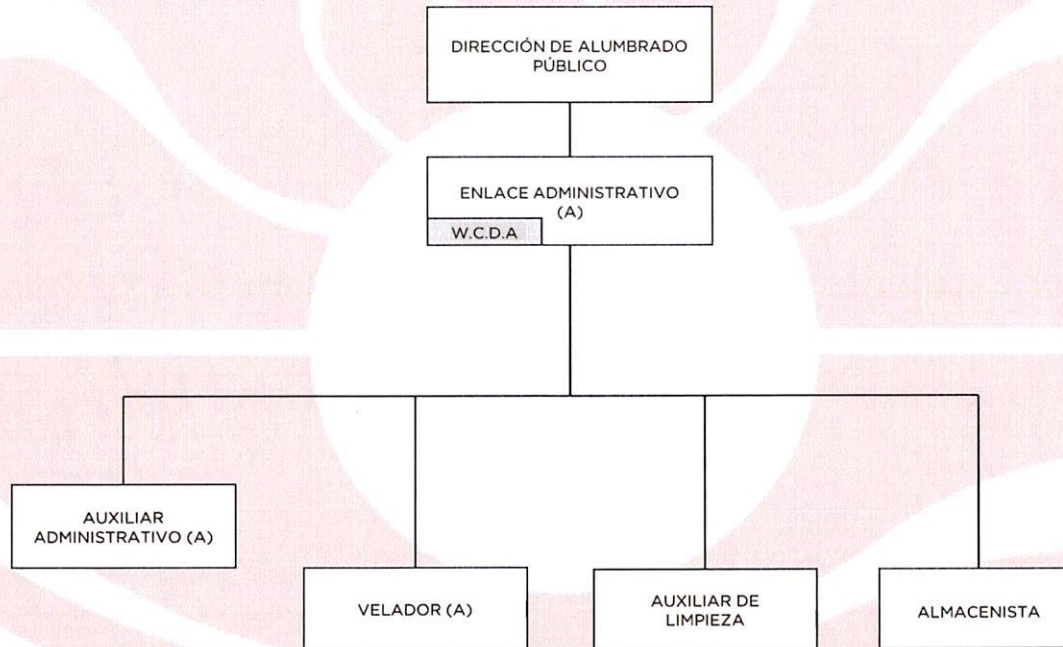 DIRECCIÓN DE ALUMBRADO
PÚBLICO
ENLACE ADMINISTRATIVO
(A)
W.C.D.A
AUXILIAR
ADMINISTRATIVO (A)
VELADOR (A)
AUXILIAR DE
LIMPIEZA
ALMACENISTA